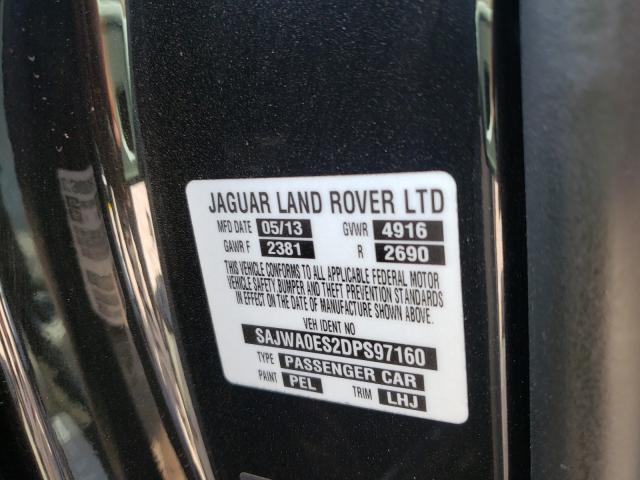 JAGUAR LAND ROVER LTD
MFD DATE 05/13 GVWR 4916
GAWR F 2381 R 2690
THIS VEHICLE CONFORMS TO ALL APPLICABLE FEDERAL MOTOR
VEHICLE SAFETY, BUMPER AND THEFT PREVENTION STANDARDS
IN EFFECT ON THE DATE OF MANUFACTURE SHOWN ABOVE
VEH IDENT NO
SAJWA0ES2DPS97160
TYPE PASSENGER CAR
PAINT PEL TRIM LHJ